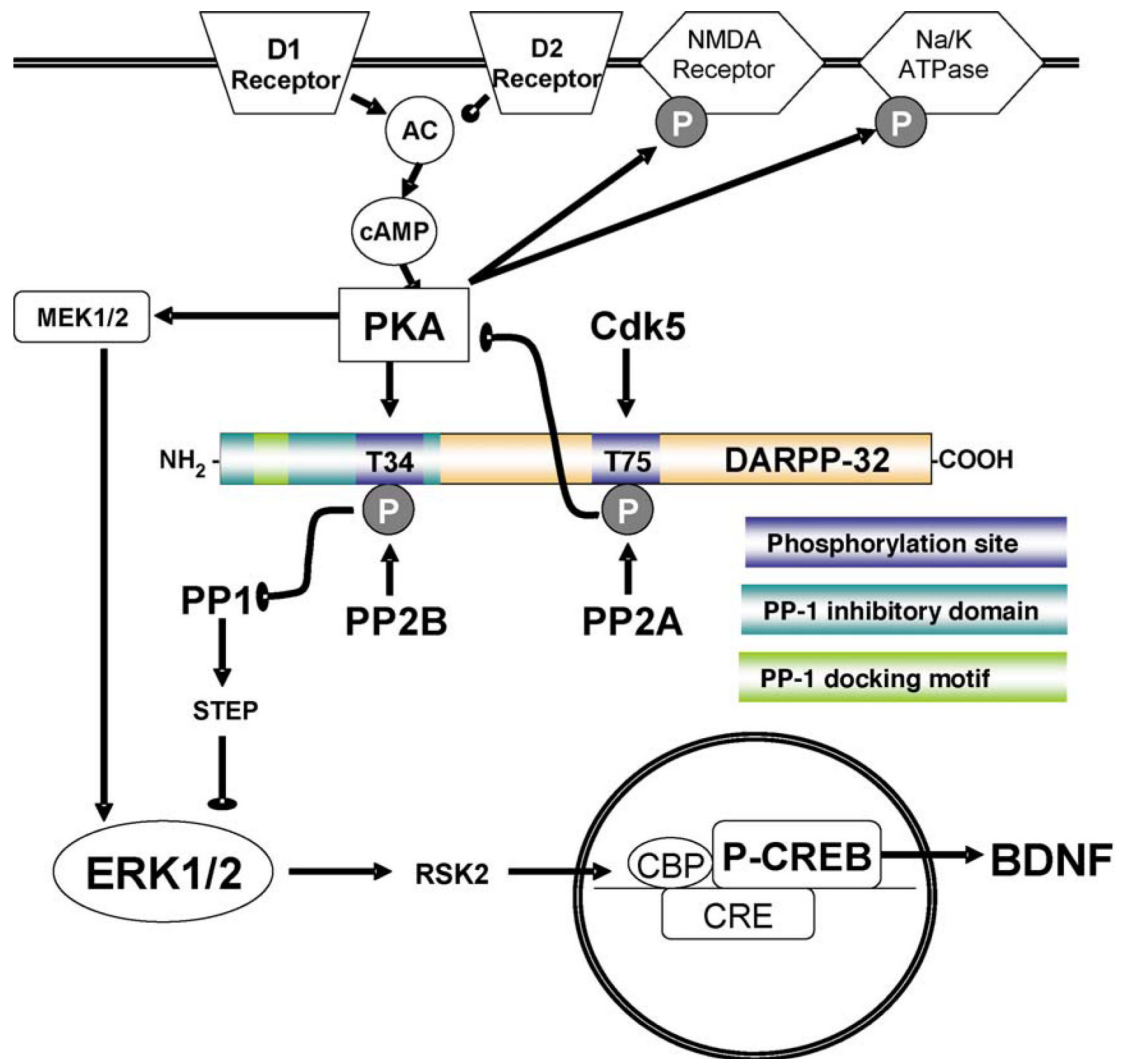 D1
Receptor
D2
Receptor
NMDA
Receptor
Na/K
ATPase
P
P
AC
cAMP
MEK1/2
PKA
Cdk5
NH2
T34
T75
DARPP-32
-COOH
P
P
Phosphorylation site
PP1
PP2B
PP2A
PP-1 inhibitory domain
PP-1 docking motif
STEP
ERK1/2
RSK2
CBP
P-CREB
BDNF
CRE